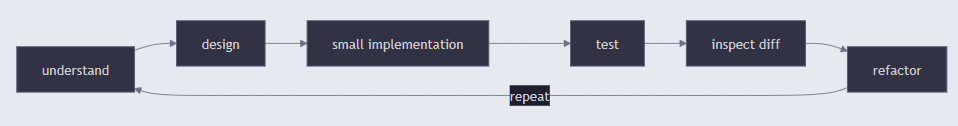 understand
design
small implementation
test
inspect diff
refactor
repeat